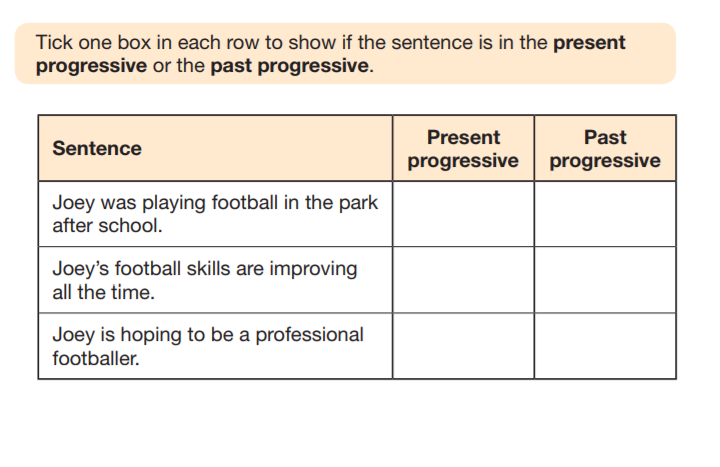 Tick one box in each row to show if the sentence is in the present
progressive or the past progressive.
Sentence
Present
progressive
Past
progressive
Joey was playing football in the park
after school.
Joey’s football skills are improving
all the time.
Joey is hoping to be a professional
footballer.